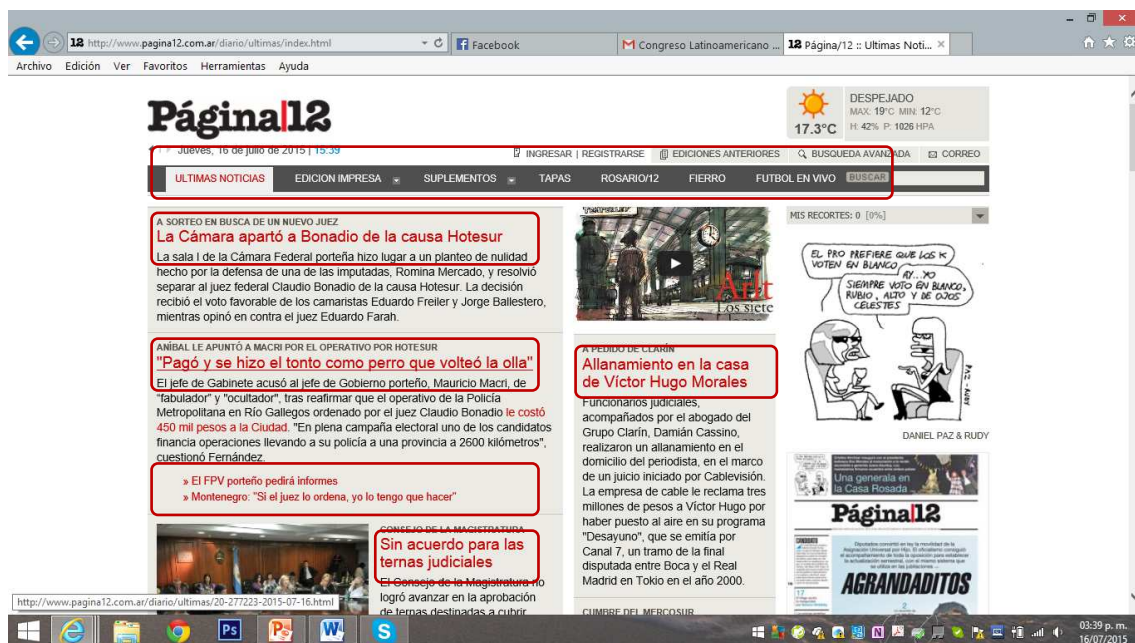 12 http://www.pagina12.com.ar/diario/ultimas/index.html
Facebook
Congreso Latinoamericano ...
12 Página/12 :: Ultimas Noti...
Archivo Edición Ver Favoritos Herramientas Ayuda
Página|12
DESPEJADO
MAX: 19°C MIN: 12°C
17.3°C H: 42% P: 1026 HPA
Jueves, 16 de julio de 2015 | 15:39
INGRESAR | REGISTRARSE EDICIONES ANTERIORES BUSQUEDA AVANZADA CORREO
ULTIMAS NOTICIAS EDICION IMPRESA SUPLEMENTOS TAPAS ROSARIO/12 FIERRO FUTBOL EN VIVO BUSCAR
A SORTEO EN BUSCA DE UN NUEVO JUEZ
La Cámara apartó a Bonadio de la causa Hotesur
La sala I de la Cámara Federal porteña hizo lugar
a un planteo de nulidad
hecho por la defensa de una de las imputadas, Romina Mercado, y resolvió
separar al juez federal Claudio Bonadio de la causa Hotesur. La decisión
recibió el voto favorable de los camaristas Eduardo Freiler y Jorge Ballestero,
mientras opinó en contra el juez Eduardo Farah.
ANÍBAL LE APUNTÓ A MACRI POR EL OPERATIVO POR HOTESUR
"Pagó y se hizo el tonto como perro que volteó la olla"
El jefe de Gabinete acusó al jefe de Gobierno porteño, Mauricio Macri, de
"fabulador" y "ocultador", tras reafirmar que el operativo de la Policía
Metropolitana en Río Gallegos ordenado por el juez Claudio Bonadio le costó
450 mil pesos a la Ciudad. "En plena campaña electoral uno de los candidatos
financia operaciones llevando a su policía a una provincia a 2600 kilómetros",
cuestionó Fernández.
» El FPV porteño pedirá informes
» Montenegro: "Si el juez lo ordena, yo lo tengo que hacer"
CONSEJO DE LA MAGISTRATURA
Sin acuerdo para las
ternas judiciales
El Consejo de la Magistratura no
logró avanzar en la aprobación
de ternas destinadas a cubrir
Arlt
Los siete
A PEDIDO DE CLARÍN
Allanamiento en la casa
de Víctor Hugo Morales
Funcionarios judiciales,
acompañados por el abogado del
Grupo Clarín, Damián Cassino,
realizaron un allanamiento en el
domicilio del periodista, en el marco
de un juicio iniciado por Cablevisión.
La empresa de cable le reclama tres
millones de pesos a Víctor Hugo por
haber puesto al aire en su programa
"Desayuno", que se emitía por
Canal 7, un tramo de la final
disputada entre Boca y el Real
Madrid en Tokio en el año 2000.
CUMBRE DEL MERCOSUR
MIS RECORTES: 0 [0%]
EL PRO PREFIERE QUE LOS K
VOTEN EN BLANCO
AY...YO
SIEMPRE VOTO EN BLANCO,
RUBIO, ALTO Y DE OJOS
CELESTES
PAZ - RUDY
DANIEL PAZ & RUDY
Una generala en
la Casa Rosada
Página|12
AGRANDADITOS
17
2
http://www.pagina12.com.ar/diario/ultimas/20-277223-2015-07-16.html
03:39 p. m.
16/07/2015